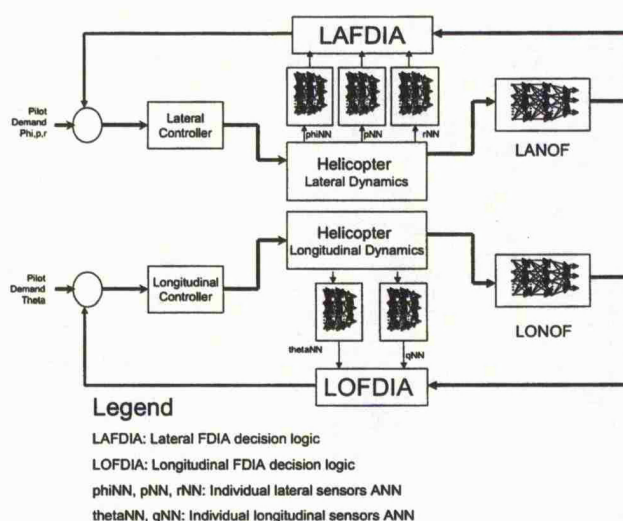 LAFDIA
Pilot
Demand
Phi,p,r
Lateral
Controller
phiNN
pNN
rNN
Helicopter
Lateral Dynamics
LANOF
Helicopter
Longitudinal Dynamics
Pilot
Demand
Theta
Longitudinal
Controller
thetaNN
qNN
LONOF
LOFDIA
Legend
LAFDIA: Lateral FDIA decision logic
LOFDIA: Longitudinal FDIA decision logic
phiNN, pNN, rNN: Individual lateral sensors ANN
thetaNN, qNN: Individual longitudinal sensors ANN